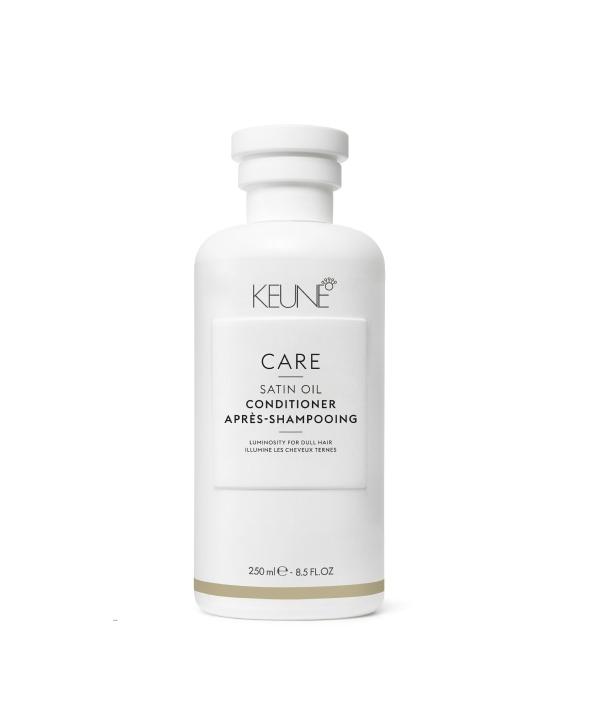 KEUNE
CARE
SATIN OIL
CONDITIONER
APRÈS-SHAMPOOING
LUMINOSITY FOR DULL HAIR
ILLUMINE LES CHEVEUX TERNES
250 ml ℮ - 8.5 FL.OZ